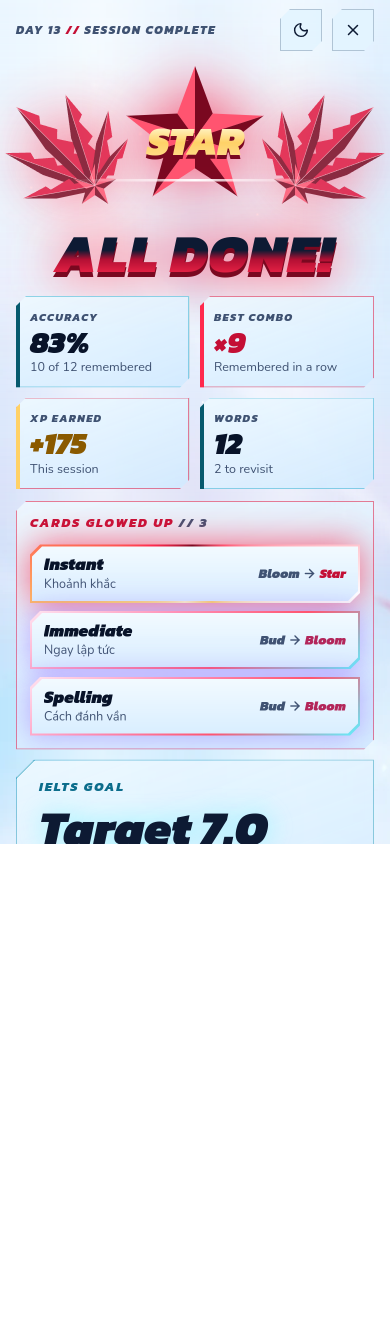 DAY 13 // SESSION COMPLETE
STAR
ALL DONE!
ACCURACY
83%
10 of 12 remembered
BEST COMBO
×9
Remembered in a row
XP EARNED
+175
This session
WORDS
12
2 to revisit
CARDS GLOWED UP // 3
Instant
Khoảnh khắc
Bloom → Star
Immediate
Ngay lập tức
Bud → Bloom
Spelling
Cách đánh vần
Bud → Bloom
IELTS GOAL
Target 7.0